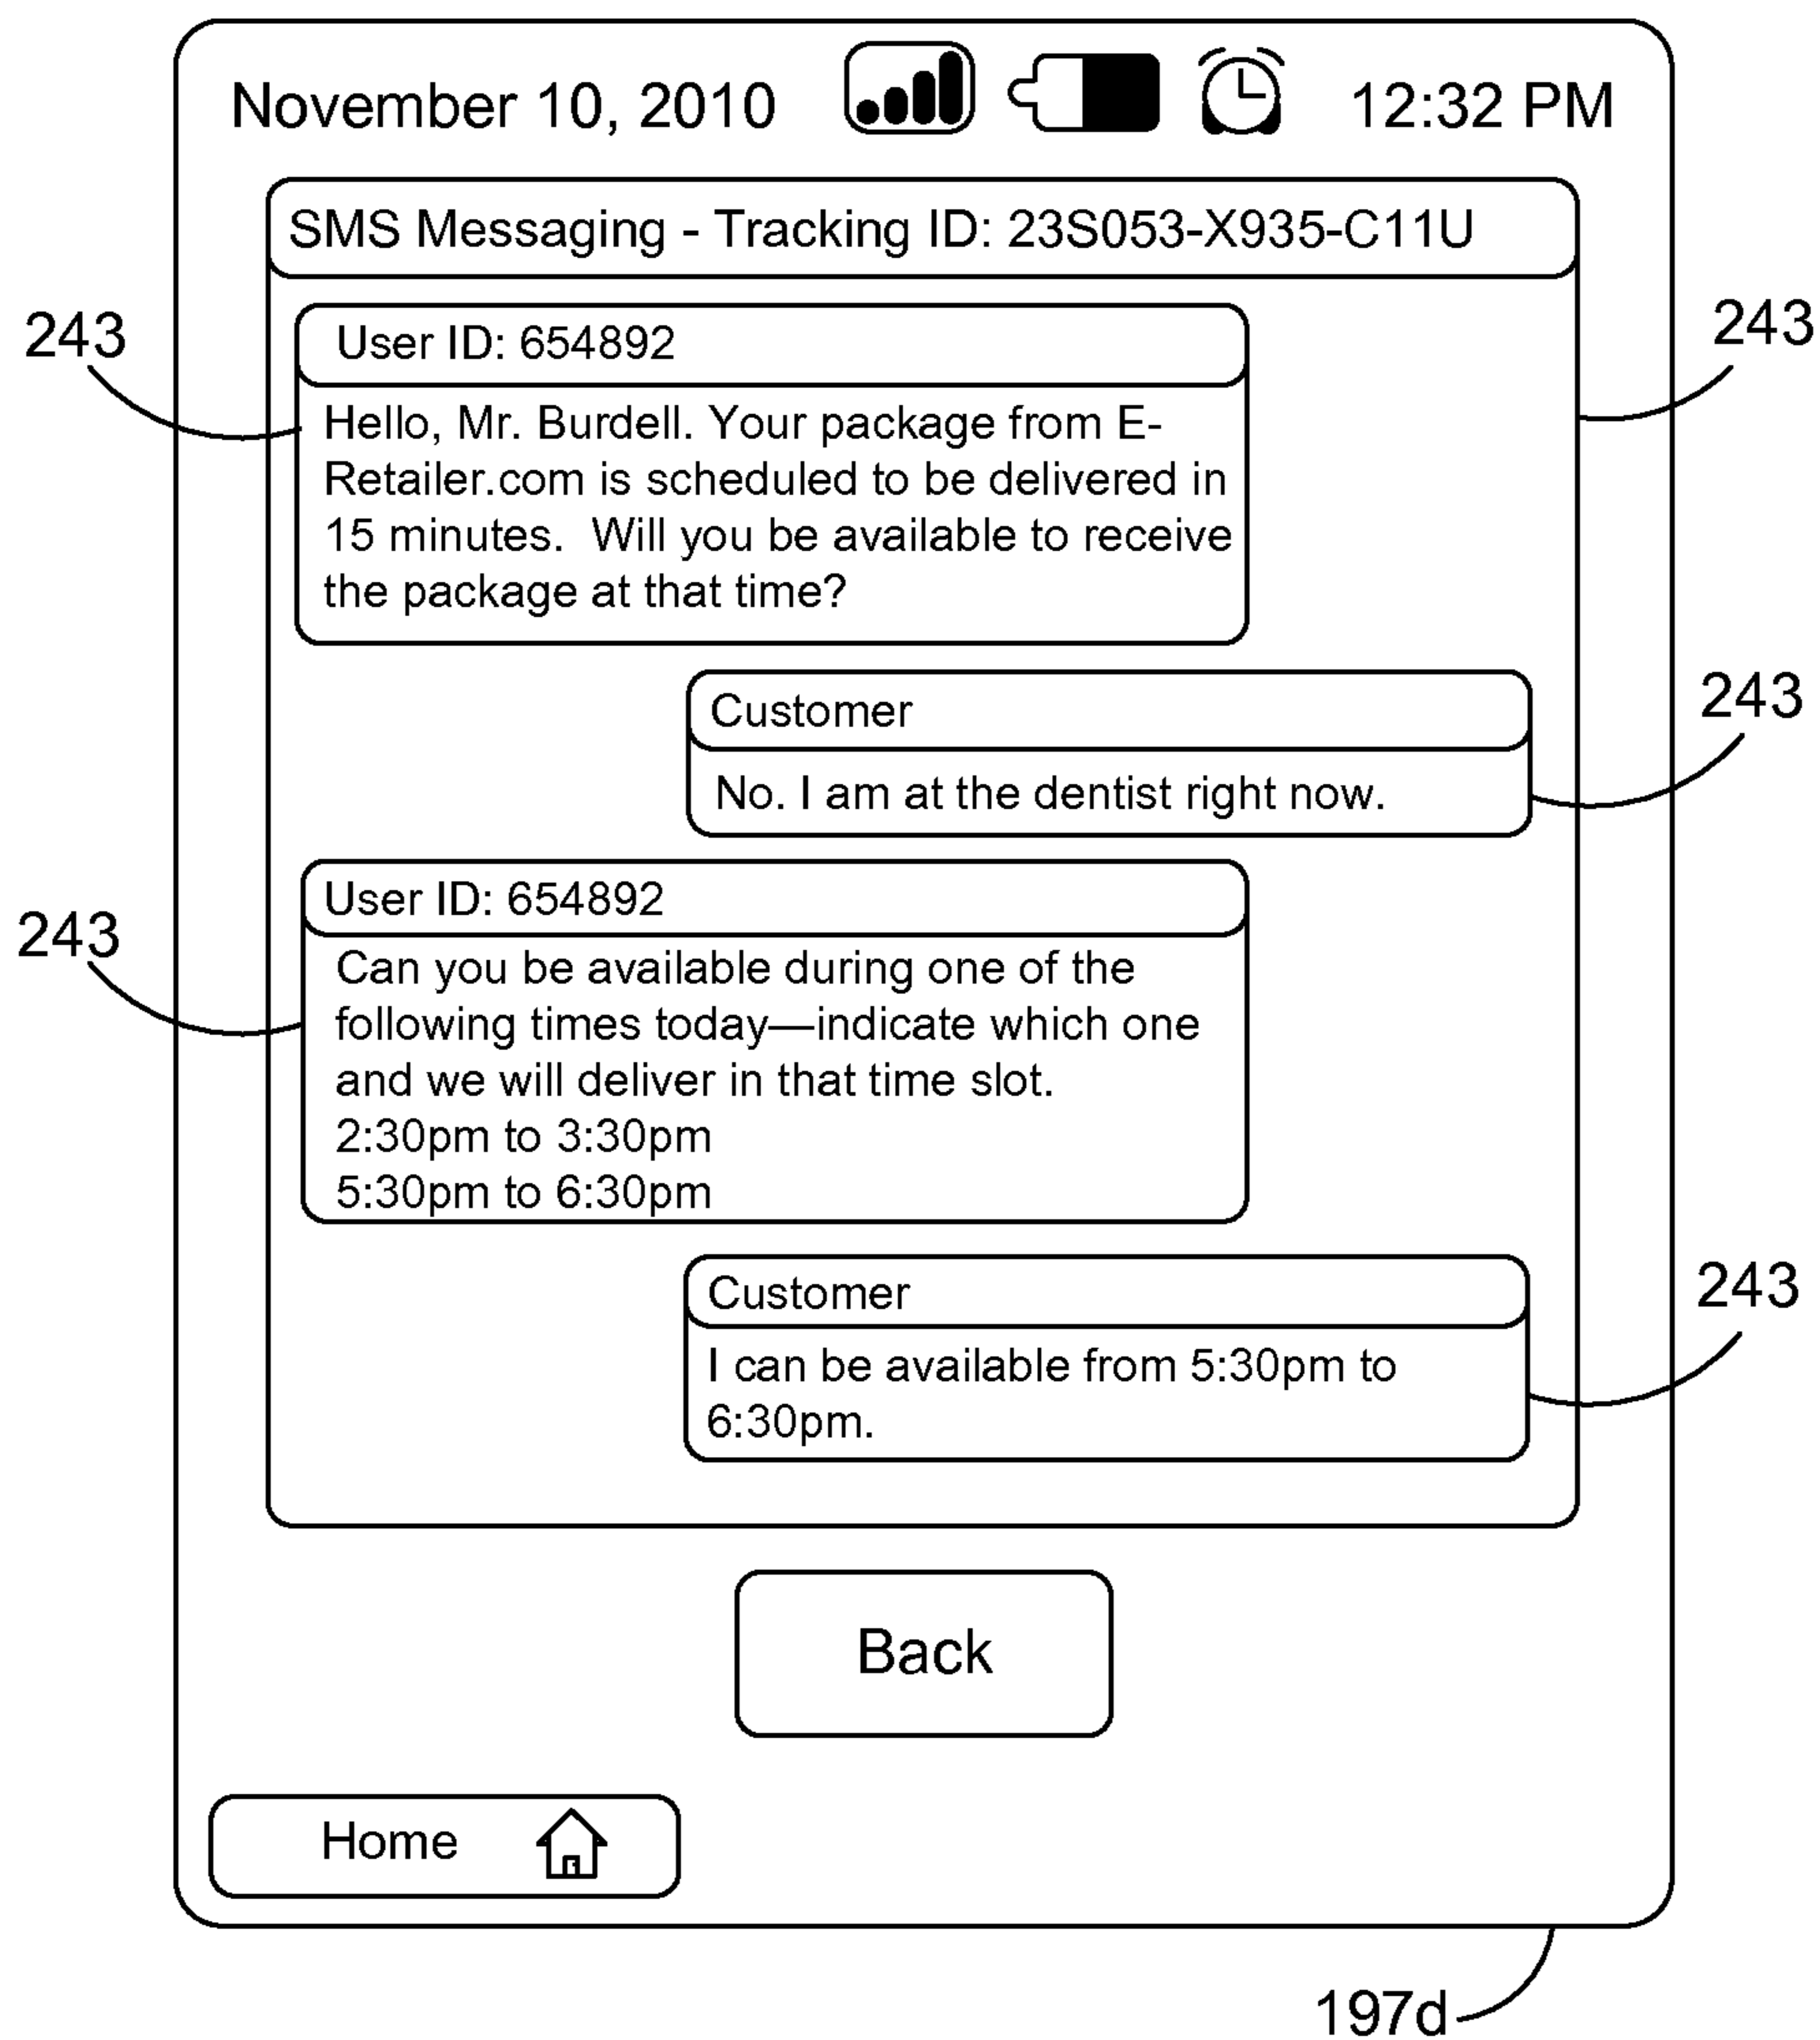 November 10, 2010 12:32 PM
SMS Messaging - Tracking ID: 23S053-X935-C11U
243
243
User ID: 654892
Hello, Mr. Burdell. Your package from E-
Retailer.com is scheduled to be delivered in
15 minutes.  Will you be available to receive
the package at that time?
243
Customer
No. I am at the dentist right now.
243
User ID: 654892
Can you be available during one of the
following times today—indicate which one
and we will deliver in that time slot.
2:30pm to 3:30pm
5:30pm to 6:30pm
243
Customer
I can be available from 5:30pm to
6:30pm.
Back
Home
197d